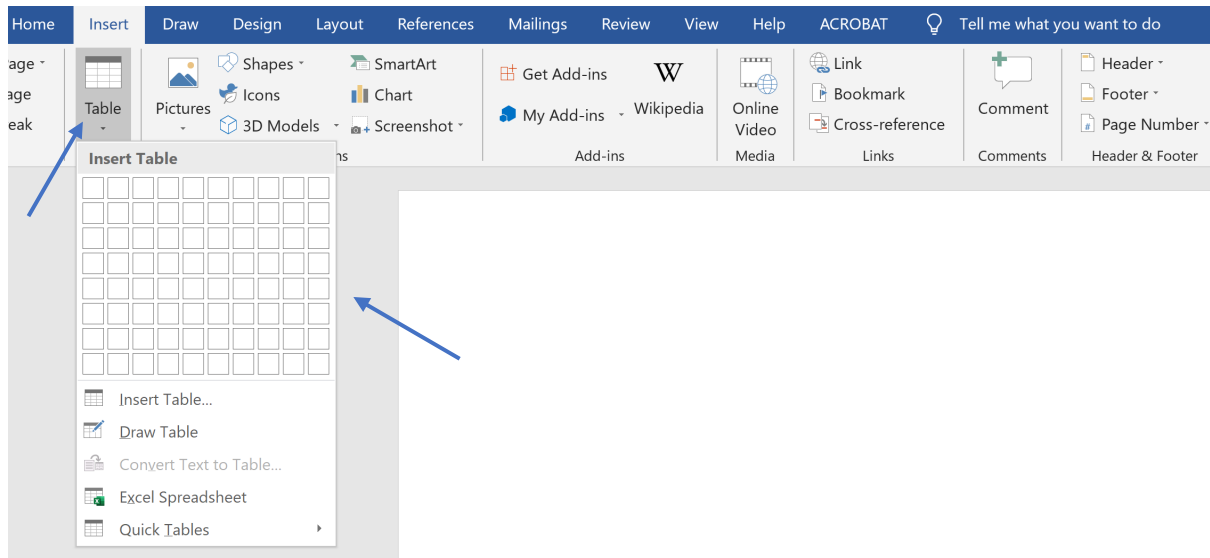 Home Insert Draw Design Layout References Mailings Review View Help ACROBAT Tell me what you want to do
age
age
eak
Table
Pictures
Shapes
Icons
3D Models
SmartArt
Chart
Screenshot
ns
Get Add-ins
My Add-ins
Wikipedia
Add-ins
Online
Video
Media
Link
Bookmark
Cross-reference
Links
Comment
Comments
Header
Footer
Page Number
Header & Footer
Insert Table
Insert Table...
Draw Table
Convert Text to Table...
Excel Spreadsheet
Quick Tables